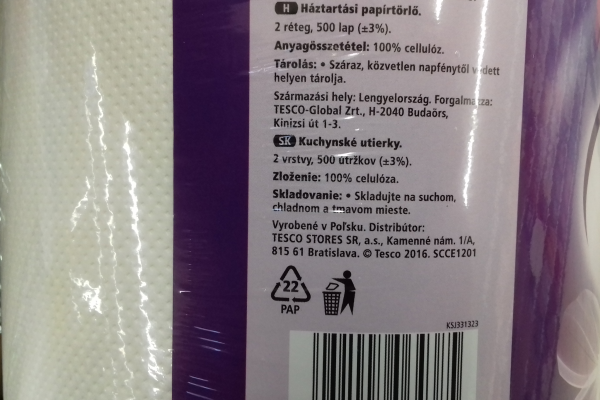 H Háztartási papírtörlő.
2 réteg, 500 lap (±3%).
Anyagösszetétel: 100% cellulóz.
Tárolás: • Száraz, közvetlen napfénytől védett
helyen tárolja.
Származási hely: Lengyelország. Forgalmazza:
TESCO-Global Zrt., H-2040 Budaörs,
Kinizsi út 1-3.
SK Kuchynské utierky.
2 vrstvy, 500 útržkov (±3%).
Zloženie: 100% celulóza.
Skladovanie: • Skladujte na suchom,
chladnom a tmavom mieste.
Vyrobené v Poľsku. Distribútor:
TESCO STORES SR, a.s., Kamenné nám. 1/A,
815 61 Bratislava. © Tesco 2016. SCCE1201
22
PAP
KSJ331323